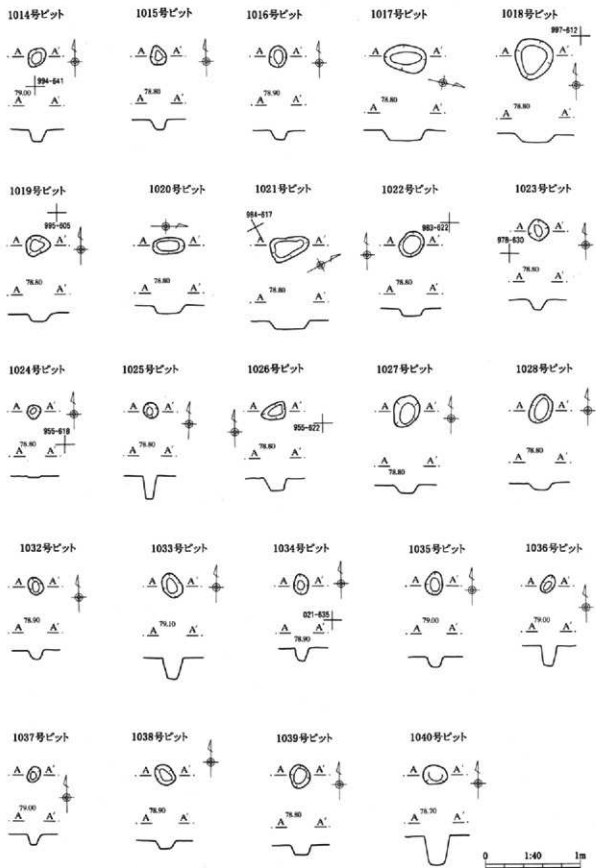 1014号ピット
A A'
994-641
79.00
A A'
1015号ピット
A A'
78.80
A A'
1016号ピット
A A'
78.90
A A'
1017号ピット
A A'
78.80
A A'
1018号ピット
997-612
A A'
78.80
A A'
1019号ピット
995-605
A A'
78.80
A A'
1020号ピット
A A'
78.80
A A'
1021号ピット
984-617
A A'
78.80
A A'
1022号ピット
983-622
A A'
78.80
A A'
1023号ピット
A A'
978-630
78.80
A A'
1024号ピット
A A'
955-618
78.80
A A'
1025号ピット
A A'
78.80
A A'
1026号ピット
A A'
955-622
78.80
A A'
1027号ピット
A A'
A A'
78.80
1028号ピット
A A'
78.80
A A'
1032号ピット
A A'
78.90
A A'
1033号ピット
A A'
79.10
A A'
1034号ピット
A A'
021-635
A A'
78.90
1035号ピット
A A'
79.00
A A'
1036号ピット
A A'
79.00
A A'
1037号ピット
A A'
79.00
A A'
1038号ピット
A A'
78.90
A A'
1039号ピット
A A'
78.80
A A'
1040号ピット
A A'
A A'
0 1:40 1m